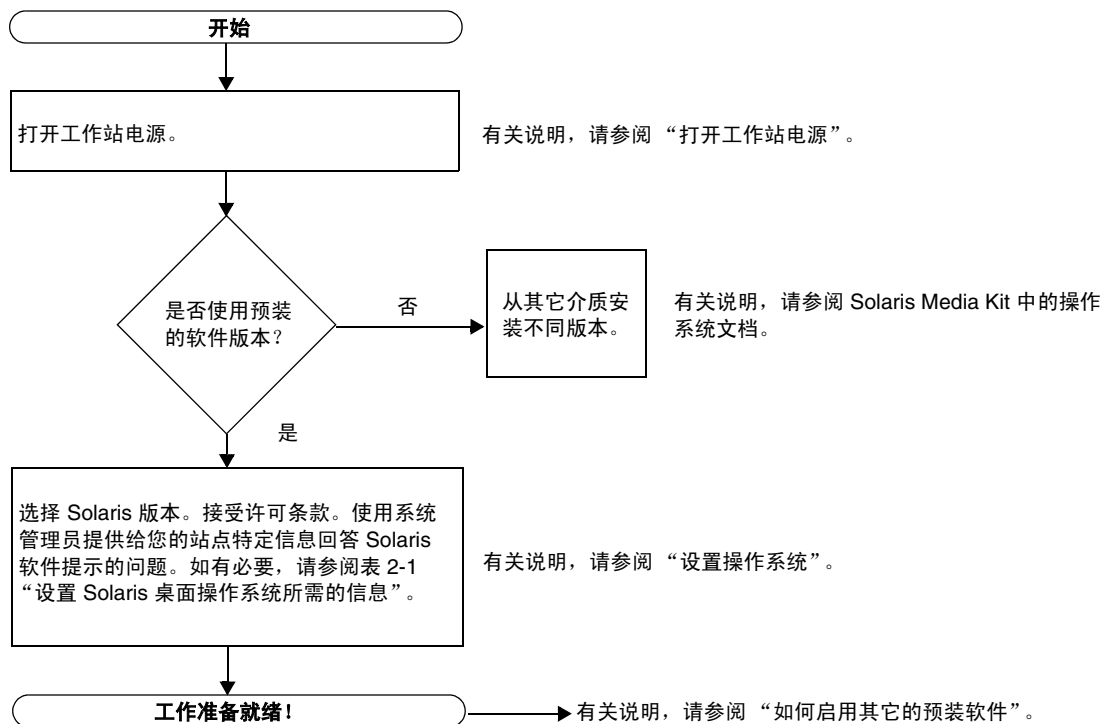 开始
打开工作站电源。
有关说明，请参阅 “打开工作站电源”。
是否使用预装
的软件版本？
否
从其它介质安
装不同版本。
有关说明，请参阅 Solaris Media Kit 中的操作
系统文档。
是
选择 Solaris 版本。接受许可条款。使用系统
管理员提供给您的站点特定信息回答 Solaris
软件提示的问题。如有必要，请参阅表 2-1
“设置 Solaris 桌面操作系统所需的信息”。
有关说明，请参阅 “设置操作系统”。
工作准备就绪！
有关说明，请参阅 “如何启用其它的预装软件”。